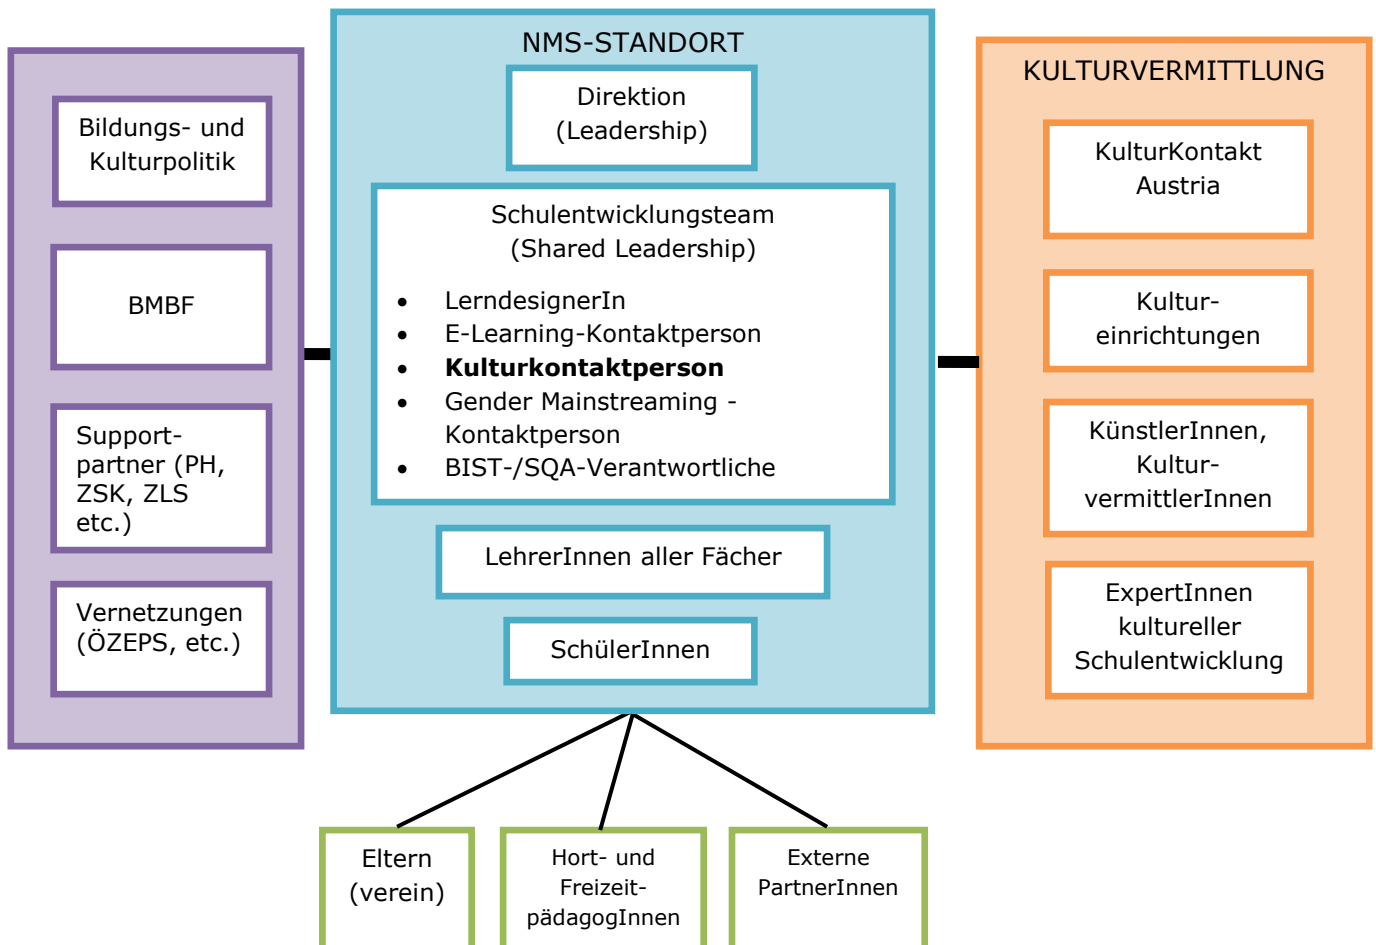 Bildungs- und
Kulturpolitik
BMBF
Support-
partner (PH,
ZSK, ZLS
etc.)
Vernetzungen
(ÖZEPS, etc.)
NMS-STANDORT
Direktion
(Leadership)
Schulentwicklungsteam
(Shared Leadership)
• LerndesignerIn
• E-Learning-Kontaktperson
• Kulturkontaktperson
• Gender Mainstreaming -
Kontaktperson
• BIST-/SQA-Verantwortliche
LehrerInnen aller Fächer
SchülerInnen
KULTURVERMITTLUNG
KulturKontakt
Austria
Kultur-
einrichtungen
KünstlerInnen,
Kultur-
vermittlerInnen
ExpertInnen
kultureller
Schulentwicklung
Eltern
(verein)
Hort- und
Freizeit-
pädagogInnen
Externe
PartnerInnen